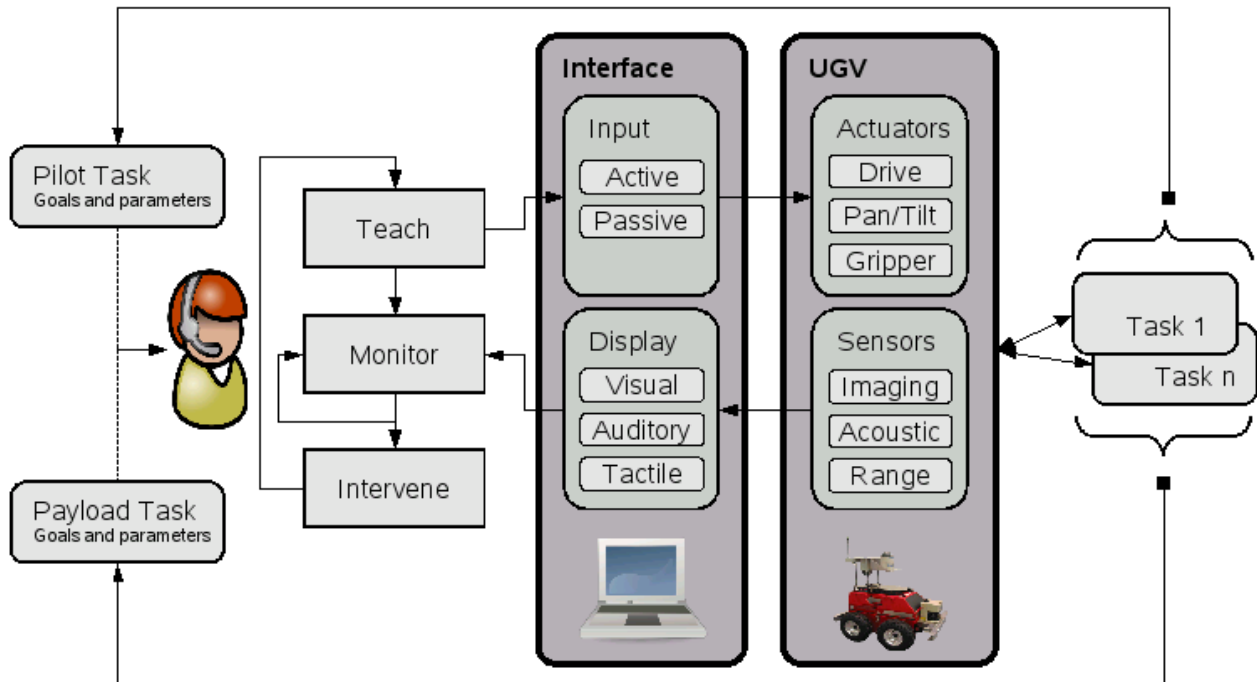 Pilot Task
Goals and parameters
Payload Task
Goals and parameters
Teach
Monitor
Intervene
Interface
Input
Active
Passive
Display
Visual
Auditory
Tactile
UGV
Actuators
Drive
Pan/Tilt
Gripper
Sensors
Imaging
Acoustic
Range
Task 1
Task n